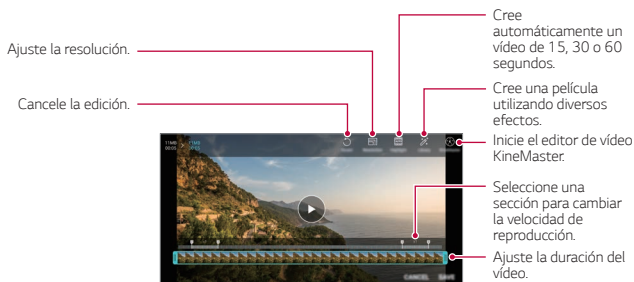 Ajuste la resolución.
Cancele la edición.
Cree
automáticamente un
vídeo de 15, 30 o 60
segundos.
Cree una película
utilizando diversos
efectos.
Inicie el editor de vídeo
KineMaster.
Seleccione una
sección para cambiar
la velocidad de
reproducción.
Ajuste la duración del
vídeo.
CANCEL SAVE